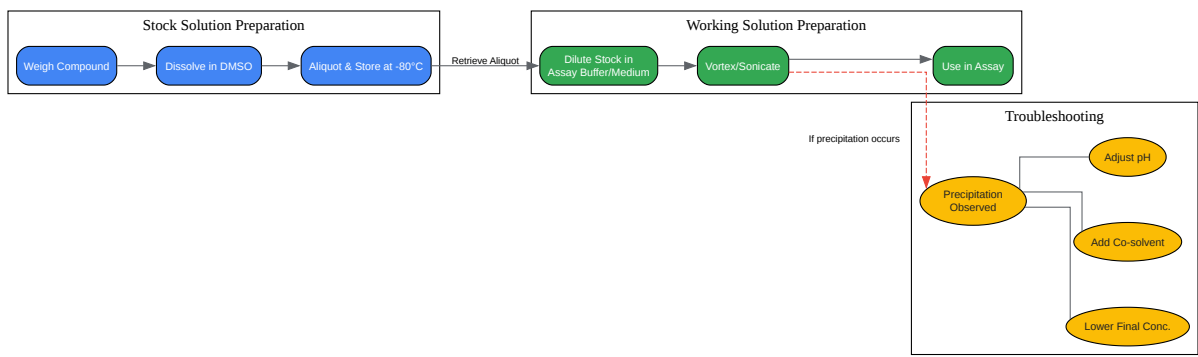 Stock Solution Preparation
Weigh Compound
Dissolve in DMSO
Aliquot & Store at -80°C
Retrieve Aliquot
Working Solution Preparation
Dilute Stock in
Assay Buffer/Medium
Vortex/Sonicate
Use in Assay
If precipitation occurs
Troubleshooting
Precipitation
Observed
Adjust pH
Add Co-solvent
Lower Final Conc.